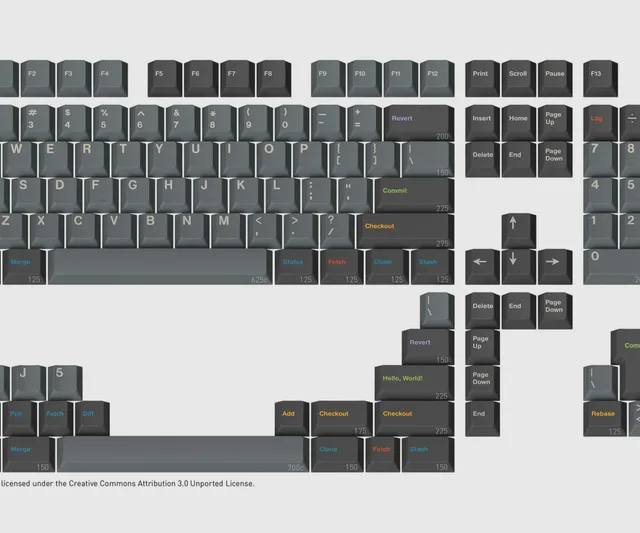 F2 F3 F4 F5 F6 F7 F8 F9 F10 F11 F12 Print Scroll Pause F13
# $ % ^ & * ( ) _ + Revert Insert Home Page Up Log ÷
3 4 5 6 7 8 9 0 - = 200
W E R T Y U I O P { } | Delete End Page Down 7 8
[ ] \ 150
S D F G H J K L : " Commit 4 5
; ' 225
Z X C V B N M < > ? Checkout ↑ 1 2
, . / 275
Merge Status Fetch Clone Stash ← ↓ → 0
125 625c 125 125 125 125
| Delete End Page Down
\
Revert Page Up
150
J 5 Hello, World! Page Down | \
225
Pull Fetch Diff Add Checkout Checkout End Rebase
175 225 125
Merge Clone Fetch Stash
150 700c 150 150
licensed under the Creative Commons Attribution 3.0 Unported License.